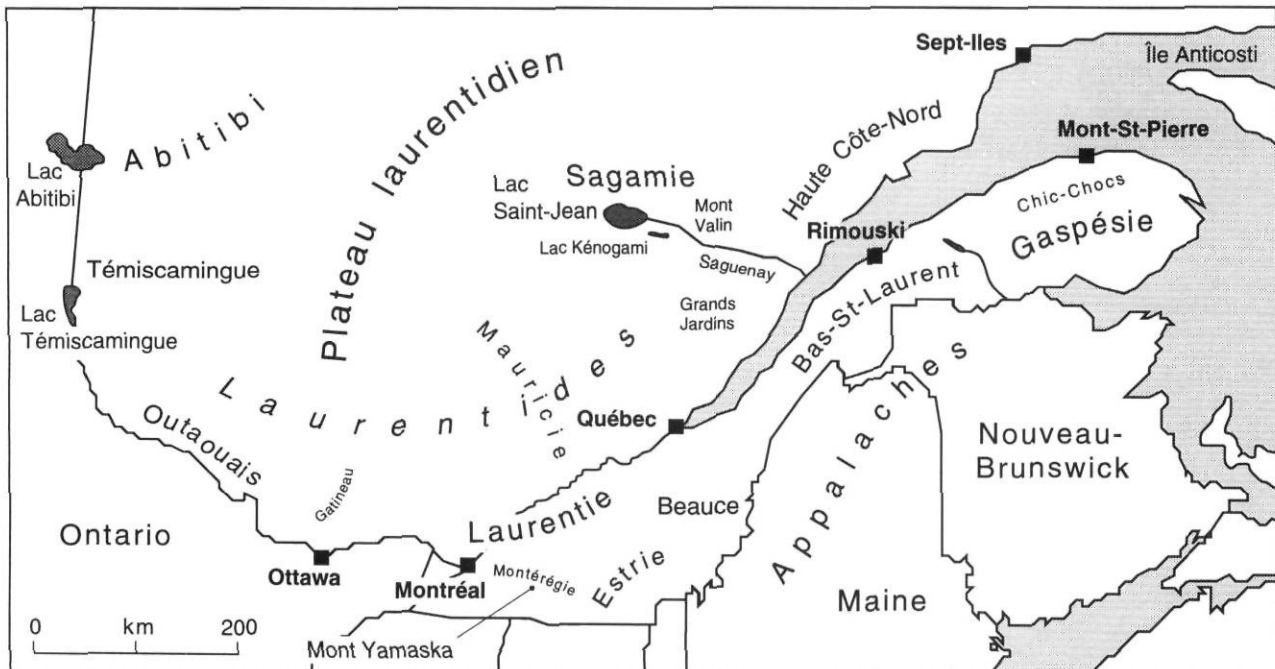 Sept-Iles
Île Anticosti
Abitibi
Lac
Abitibi
Plateau laurentidien
Haute Côte-Nord
Mont-St-Pierre
Sagamie
Lac
Saint-Jean
Mont
Valin
Chic-Chocs
Gaspésie
Rimouski
Lac Kénogami
Saguenay
Témiscamingue
Lac
Témiscamingue
Grands
Jardins
Bas-St-Laurent
Mauricie
Laurentides
Québec
Outaouais
Gatineau
Nouveau-
Brunswick
Appalaches
Beauce
Laurentie
Ontario
Ottawa
Montréal
Montérégie
Estrie
Maine
0 km 200
Mont Yamaska